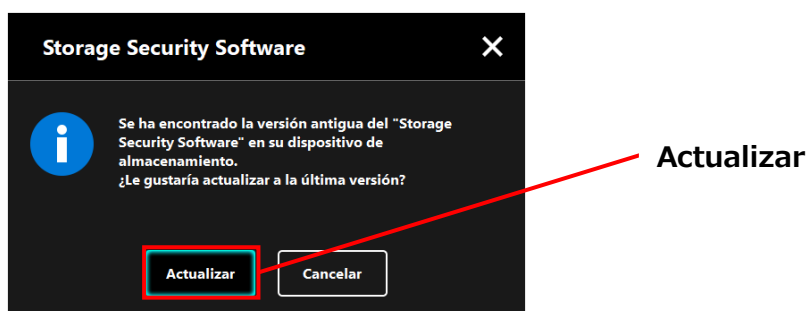 Storage Security Software
Se ha encontrado la versión antigua del "Storage
Security Software" en su dispositivo de
almacenamiento.
¿Le gustaría actualizar a la última versión?
Actualizar
Actualizar
Cancelar